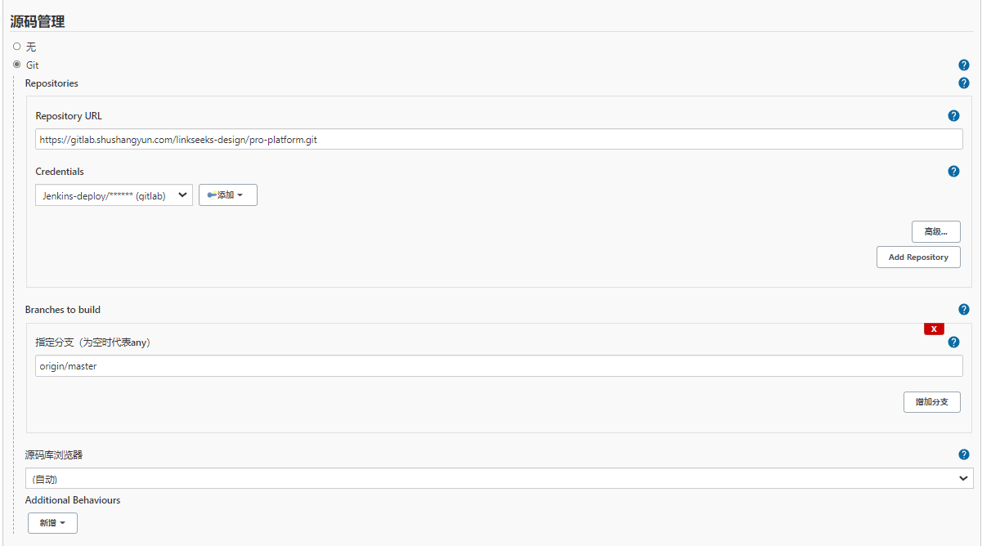 源码管理
无
Git
Repositories
Repository URL
https://gitlab.shushangyun.com/linkseeks-design/pro-platform.git
Credentials
Jenkins-deploy/****** (gitlab)
添加
高级...
Add Repository
Branches to build
X
指定分支（为空时代表any）
origin/master
增加分支
源码库浏览器
(自动)
Additional Behaviours
新增